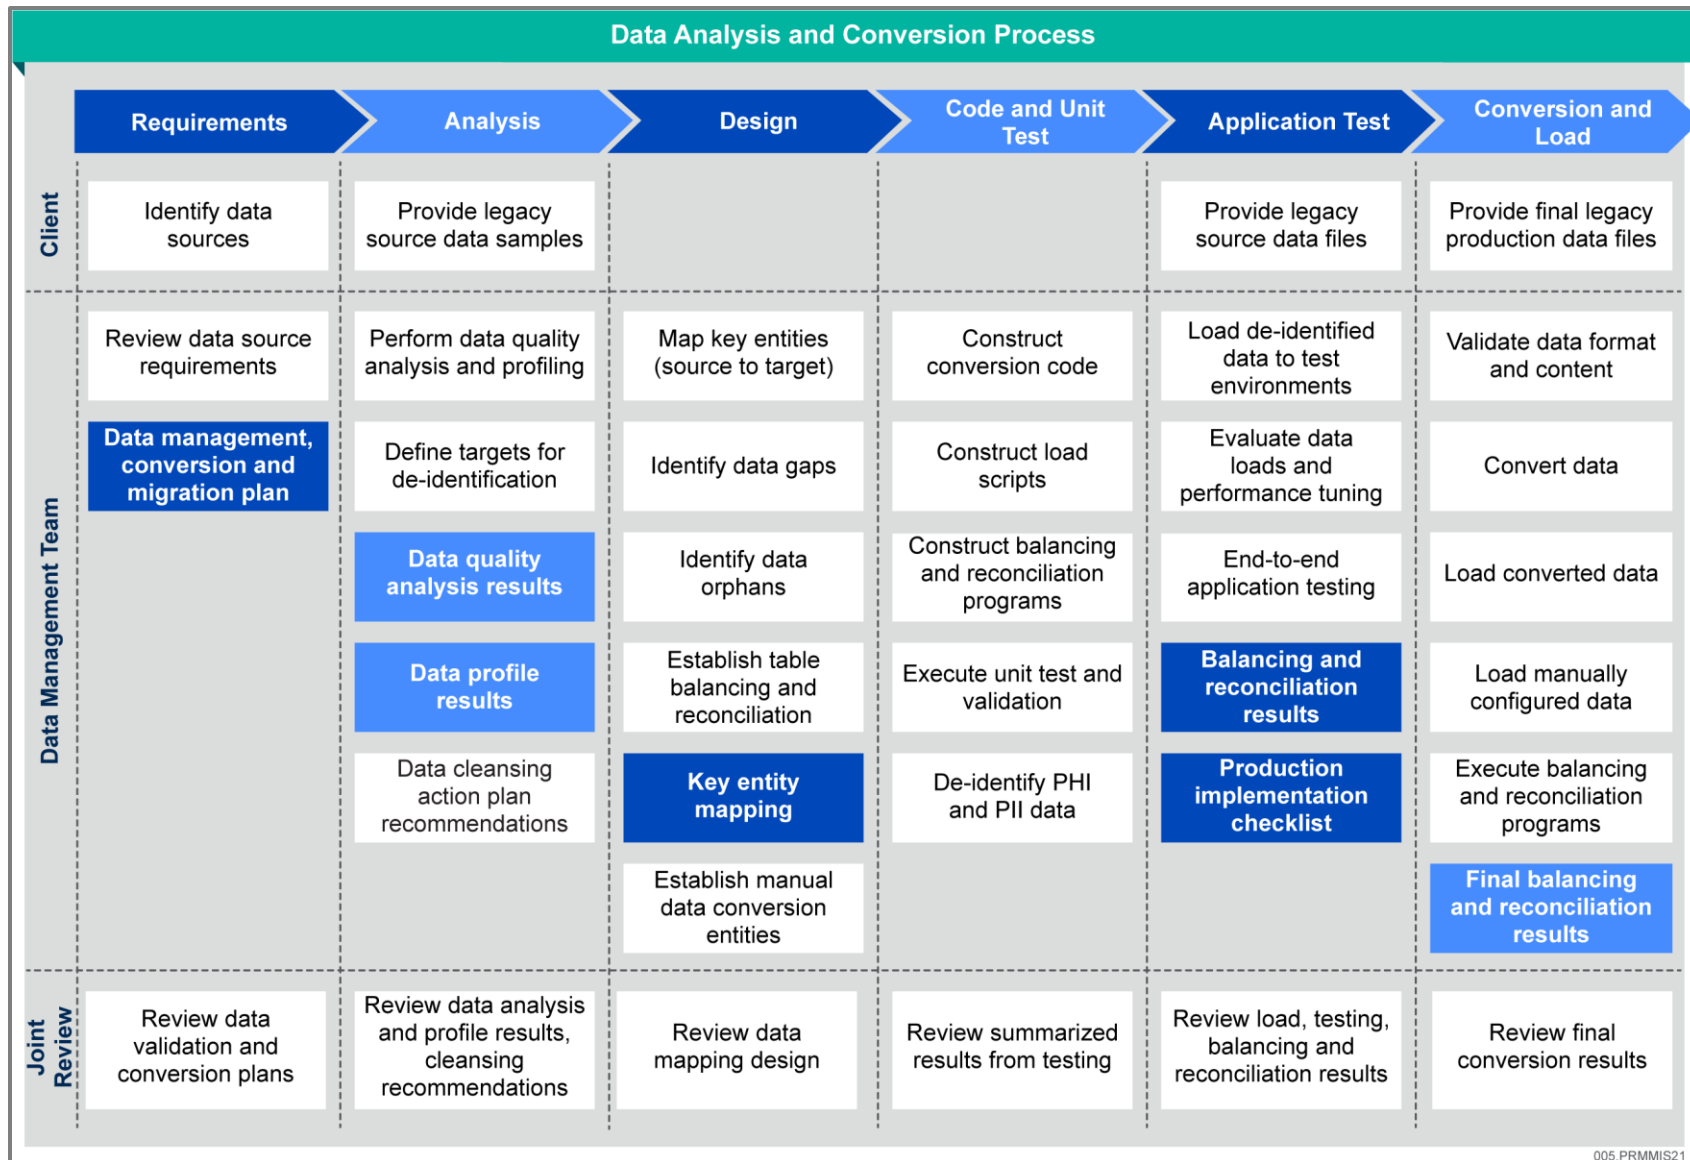 Data Analysis and Conversion Process
Requirements
Analysis
Design
Code and Unit
Test
Application Test
Conversion and
Load
Client
Identify data
sources
Provide legacy
source data samples
Provide legacy
source data files
Provide final legacy
production data files
Data Management Team
Review data source
requirements
Perform data quality
analysis and profiling
Map key entities
(source to target)
Construct
conversion code
Load de-identified
data to test
environments
Validate data format
and content
Data management,
conversion and
migration plan
Define targets for
de-identification
Identify data gaps
Construct load
scripts
Evaluate data
loads and
performance tuning
Convert data
Data quality
analysis results
Identify data
orphans
Construct balancing
and reconciliation
programs
End-to-end
application testing
Load converted data
Data profile
results
Establish table
balancing and
reconciliation
Execute unit test and
validation
Balancing and
reconciliation
results
Load manually
configured data
Data cleansing
action plan
recommendations
Key entity
mapping
De-identify PHI
and PII data
Production
implementation
checklist
Execute balancing
and reconciliation
programs
Establish manual
data conversion
entities
Final balancing
and reconciliation
results
Joint
Review
Review data
validation and
conversion plans
Review data analysis
and profile results,
cleansing
recommendations
Review data
mapping design
Review summarized
results from testing
Review load, testing,
balancing and
reconciliation results
Review final
conversion results
005.PRMMIS21